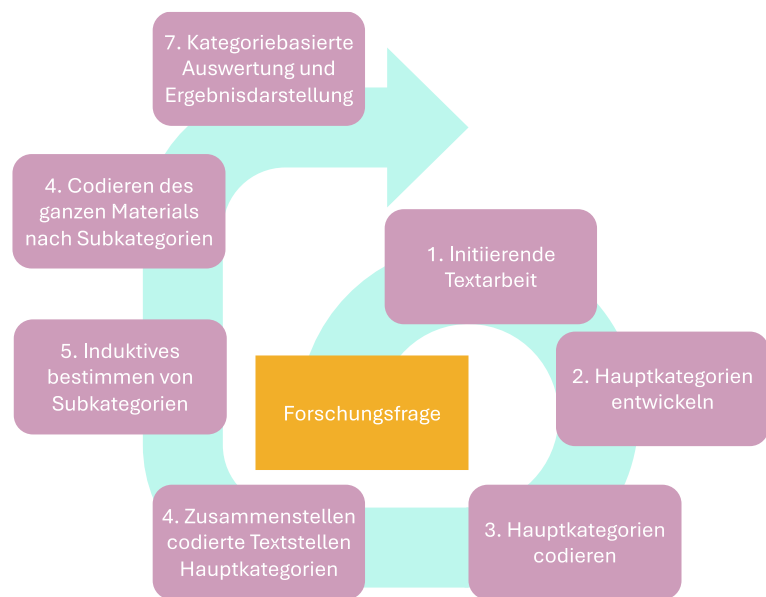 Forschungsfrage
1. Initiierende
Textarbeit
2. Hauptkategorien
entwickeln
3. Hauptkategorien
codieren
4. Zusammenstellen
codierte Textstellen
Hauptkategorien
5. Induktives
bestimmen von
Subkategorien
4. Codieren des
ganzen Materials
nach Subkategorien
7. Kategoriebasierte
Auswertung und
Ergebnisdarstellung